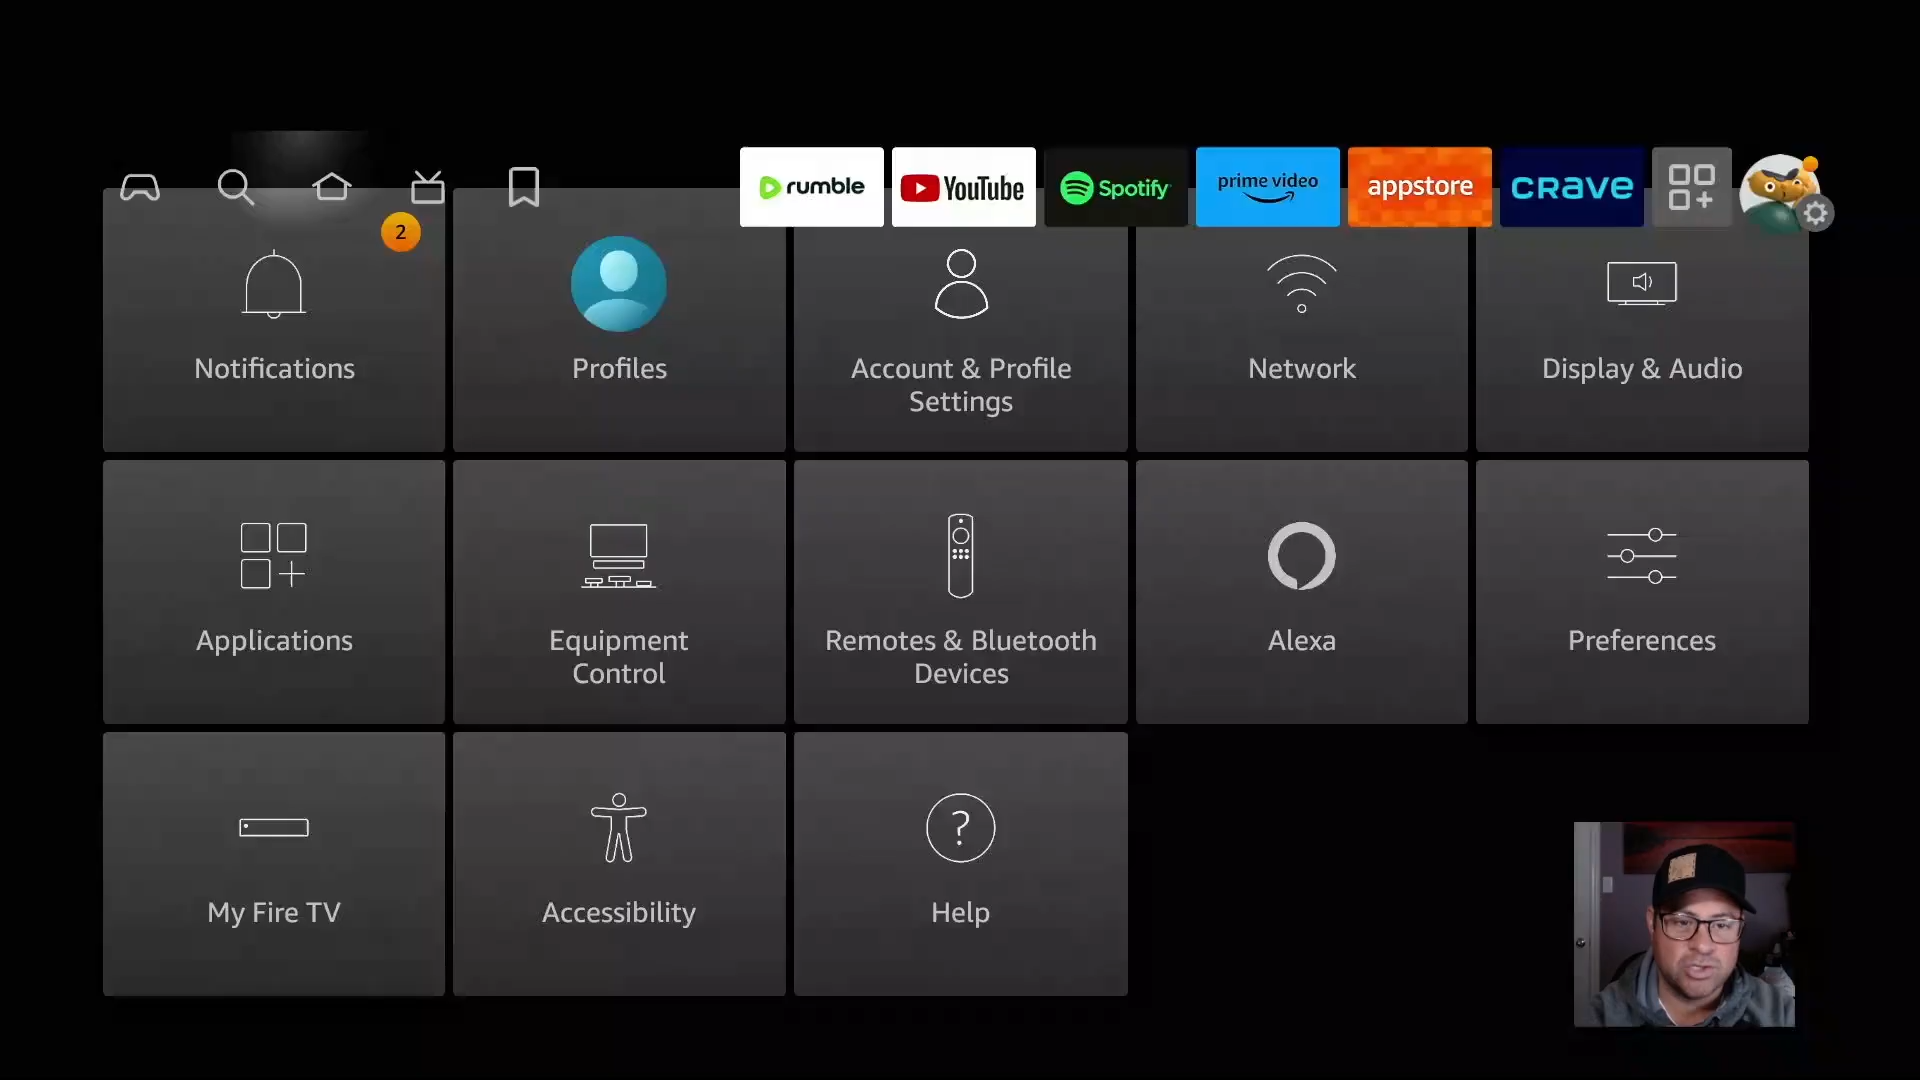 rumble
YouTube
Spotify
prime video
appstore
crave
2
Notifications
Profiles
Account & Profile
Settings
Network
Display & Audio
Applications
Equipment
Control
Remotes & Bluetooth
Devices
Alexa
Preferences
My Fire TV
Accessibility
?
Help